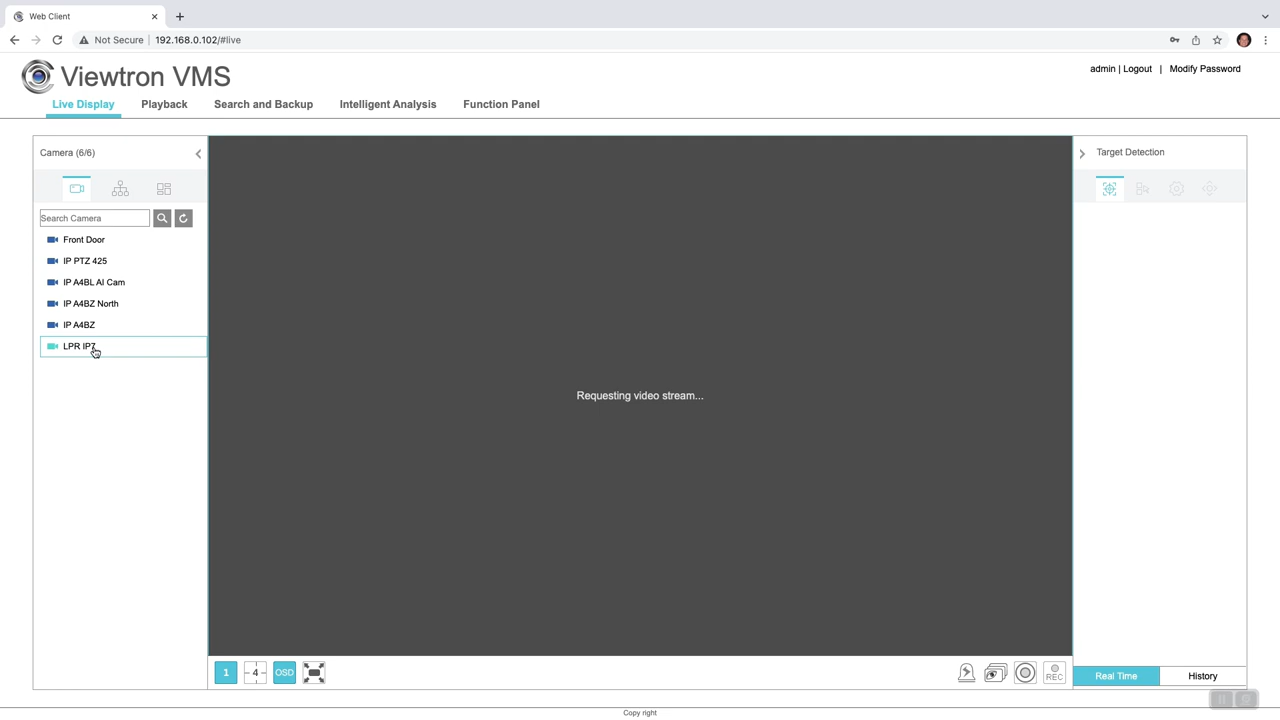 Web Client
Not Secure 192.168.0.102/#live
Viewtron VMS
admin | Logout | Modify Password
Live Display Playback Search and Backup Intelligent Analysis Function Panel
Camera (6/6)
Target Detection
Search Camera
Front Door
IP PTZ 425
IP A4BL AI Cam
IP A4BZ North
IP A4BZ
LPR IP7
Requesting video stream...
1 4 OSD
REC
Real Time History
Copy right